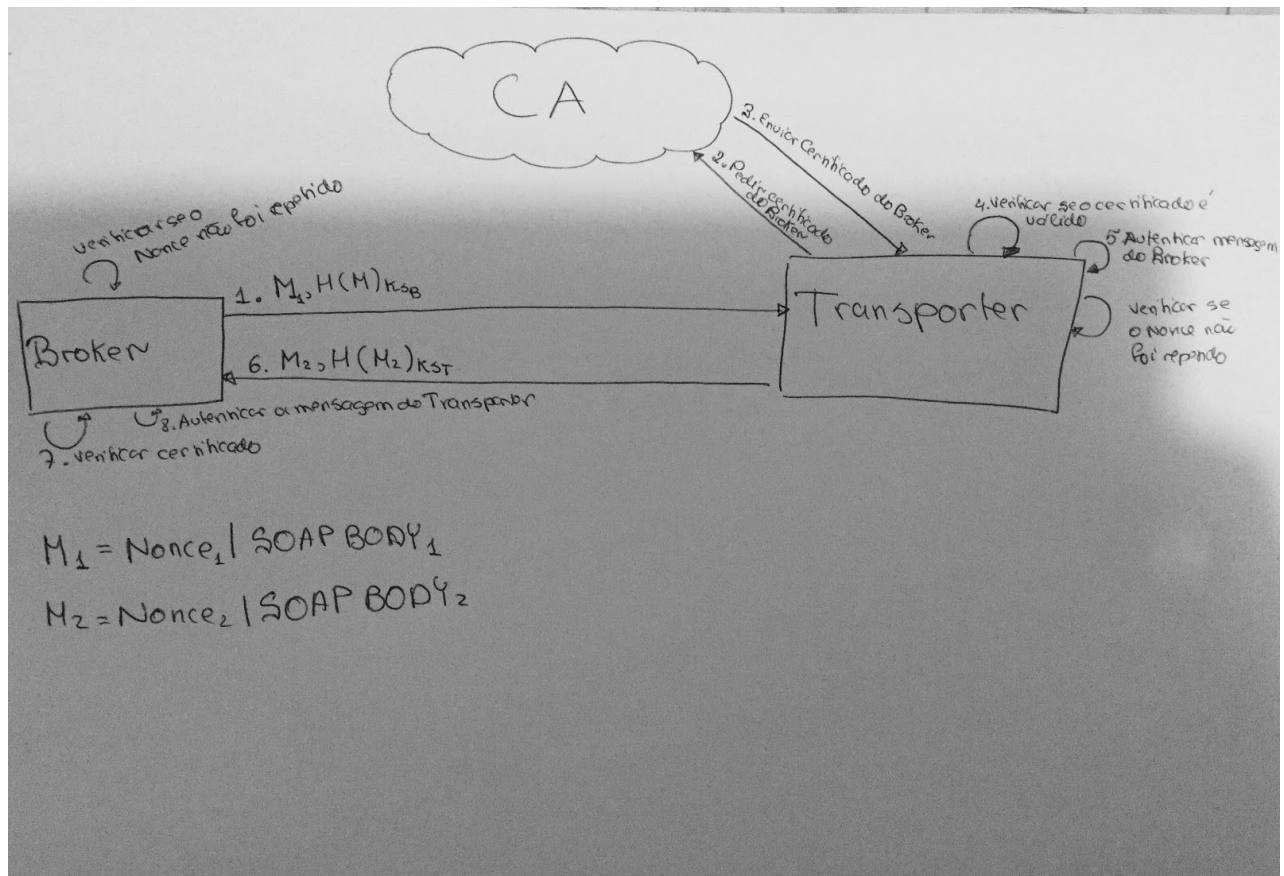 CA
3. Enviar Certificado do Broker
2. Pedir certificado
do Broker
4. Verificar se o certificado é
válido
5 Autenticar mensagem
do Broker
verificar se o
Nonce não foi repetido
1. M1, H(M)KSB
Transporter
verificar se
o Nonce não
foi repetido
Broker
6. M2, H(M2)KST
8. Autenticar a mensagem do Transporter
7. verificar certificado
M1 = Nonce1 | SOAP BODY1
M2 = Nonce2 | SOAP BODY2